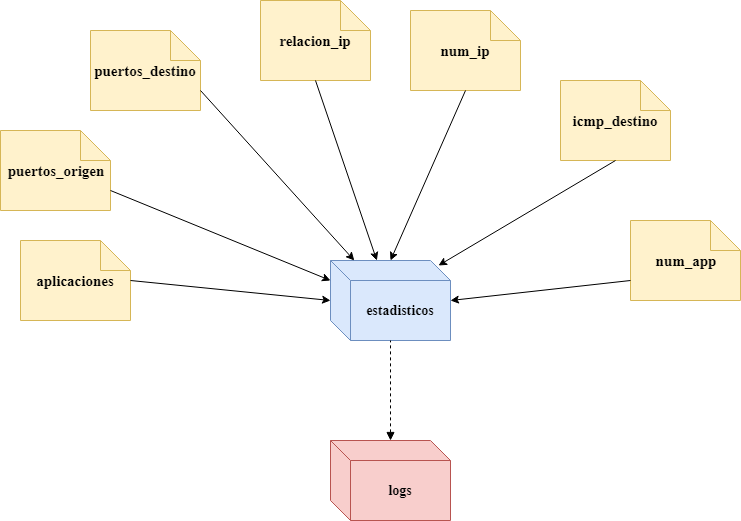 relacion_ip
num_ip
puertos_destino
icmp_destino
puertos_origen
num_app
aplicaciones
estadisticos
logs